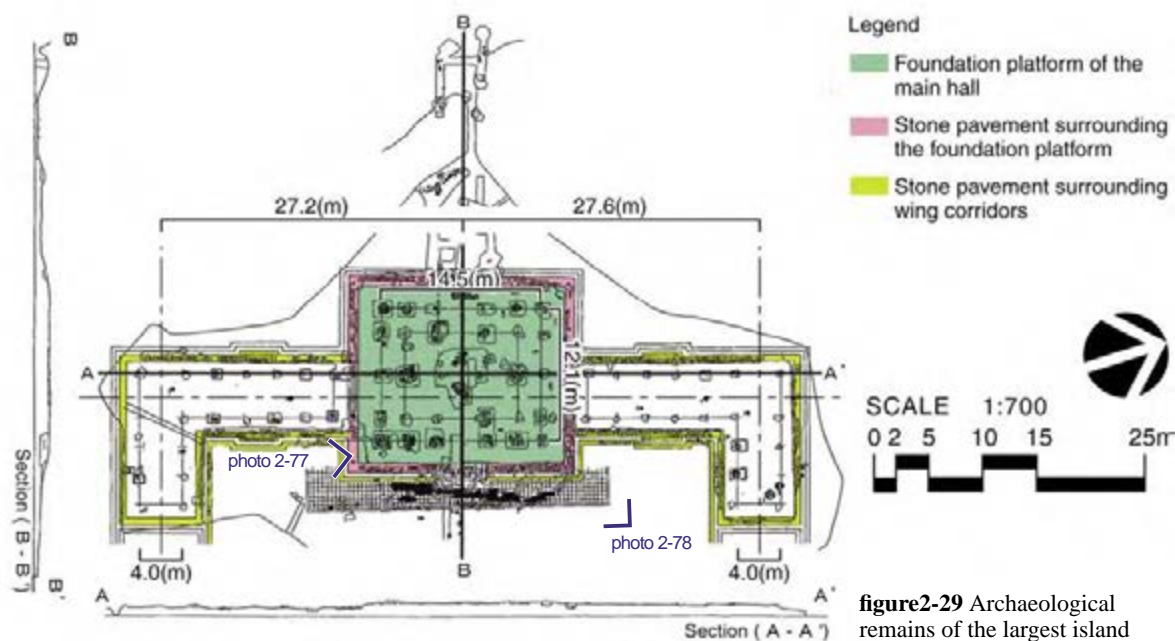 B
B
Legend
Foundation platform of the
main hall
Stone pavement surrounding
the foundation platform
Stone pavement surrounding
wing corridors
27.2(m)
27.6(m)
14.5(m)
12.1(m)
A
A'
photo 2-77
photo 2-78
SCALE 1:700
0 2 5 10 15 25m
4.0(m)
B
4.0(m)
Section ( B - B' )
B'
A
A'
Section ( A - A ' )
figure2-29 Archaeological
remains of the largest island